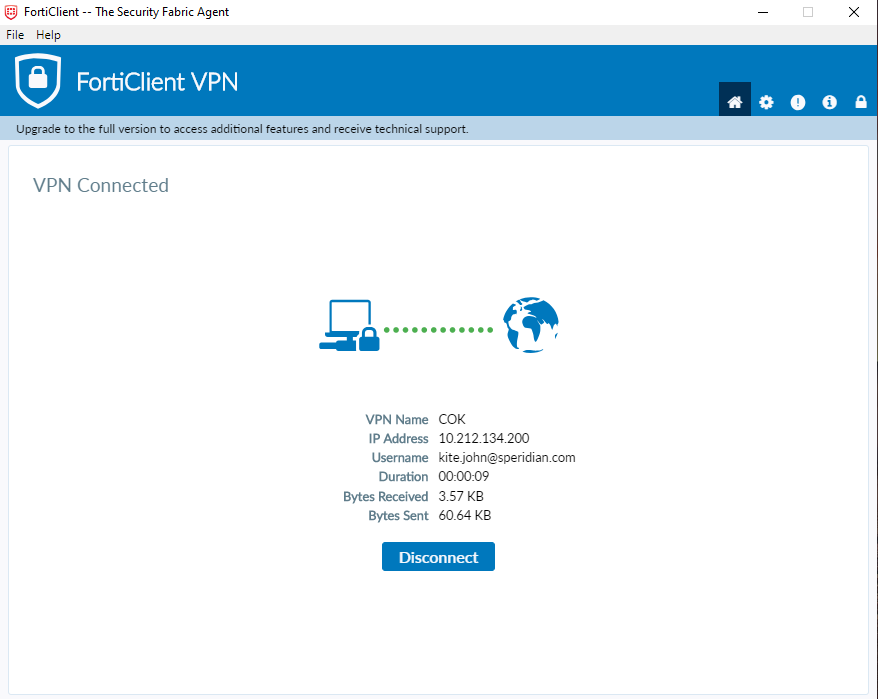 FortiClient -- The Security Fabric Agent
File Help
FortiClient VPN
Upgrade to the full version to access additional features and receive technical support.
VPN Connected
VPN Name COK
IP Address 10.212.134.200
Username kite.john@speridian.com
Duration 00:00:09
Bytes Received 3.57 KB
Bytes Sent 60.64 KB
Disconnect